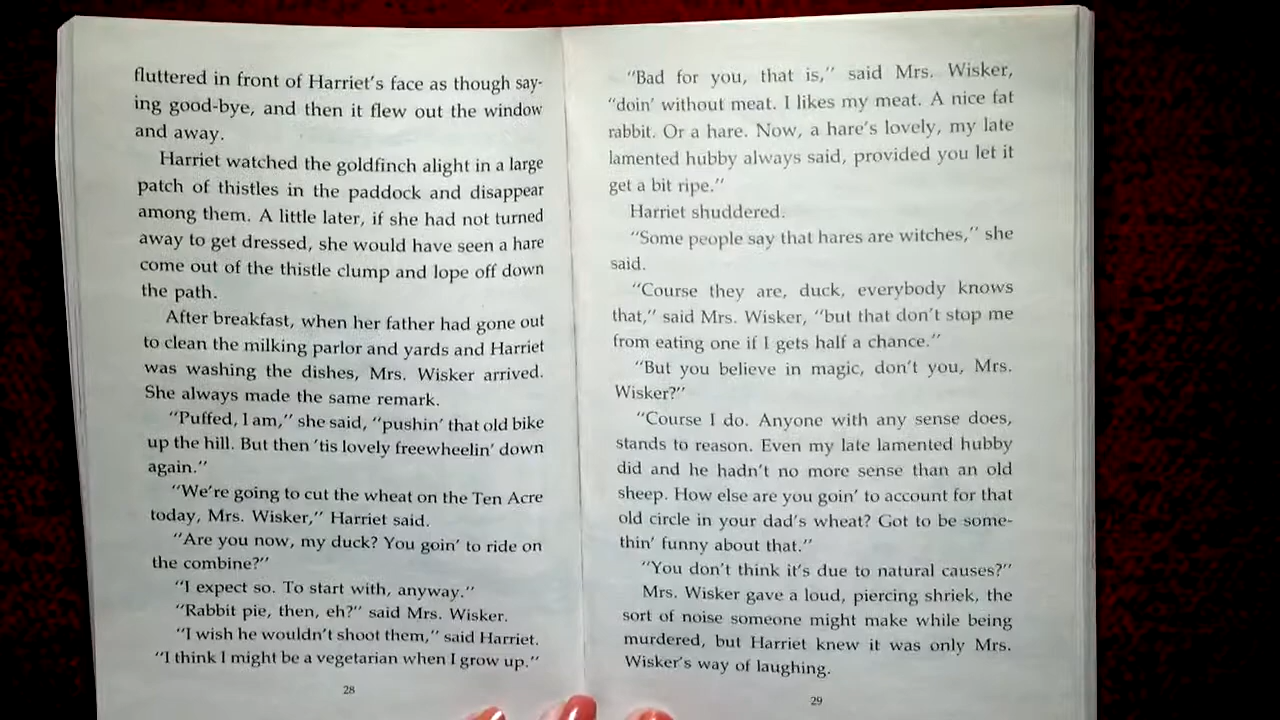 fluttered in front of Harriet's face as though say-
ing good-bye, and then it flew out the window
and away.
Harriet watched the goldfinch alight in a large
patch of thistles in the paddock and disappear
among them. A little later, if she had not turned
away to get dressed, she would have seen a hare
come out of the thistle clump and lope off down
the path.
After breakfast, when her father had gone out
to clean the milking parlor and yards and Harriet
was washing the dishes, Mrs. Wisker arrived.
She always made the same remark.
"Puffed, I am," she said, "pushin' that old bike
up the hill. But then 'tis lovely freewheelin' down
again."
"We're going to cut the wheat on the Ten Acre
today, Mrs. Wisker," Harriet said.
"Are you now, my duck? You goin' to ride on
the combine?"
"I expect so. To start with, anyway."
"Rabbit pie, then, eh?" said Mrs. Wisker.
"I wish he wouldn't shoot them," said Harriet.
"I think I might be a vegetarian when I grow up."
28
"Bad for you, that is," said Mrs. Wisker,
"doin' without meat. I likes my meat. A nice fat
rabbit. Or a hare. Now, a hare's lovely, my late
lamented hubby always said, provided you let it
get a bit ripe."
Harriet shuddered.
"Some people say that hares are witches," she
said.
"Course they are, duck, everybody knows
that," said Mrs. Wisker, "but that don't stop me
from eating one if I gets half a chance."
"But you believe in magic, don't you, Mrs.
Wisker?"
"Course I do. Anyone with any sense does,
stands to reason. Even my late lamented hubby
did and he hadn't no more sense than an old
sheep. How else are you goin' to account for that
old circle in your dad's wheat? Got to be some-
thin' funny about that."
"You don't think it's due to natural causes?"
Mrs. Wisker gave a loud, piercing shriek, the
sort of noise someone might make while being
murdered, but Harriet knew it was only Mrs.
Wisker's way of laughing.
29